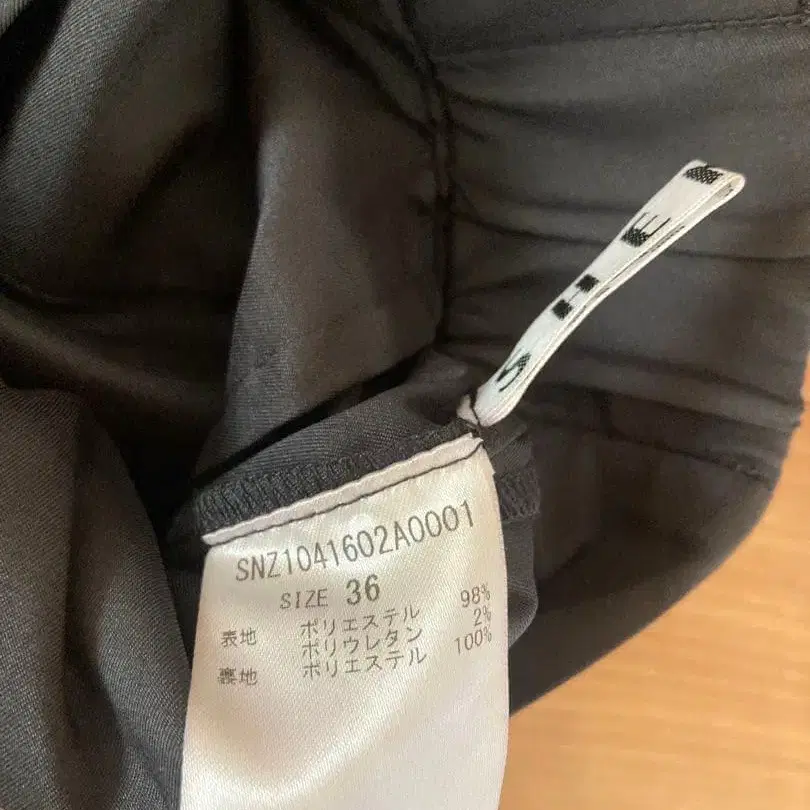 SHE
SNZ1041602A0001
SIZE 36
表地 ポリエステル 98%
ポリウレタン 2%
裏地 ポリエステル 100%